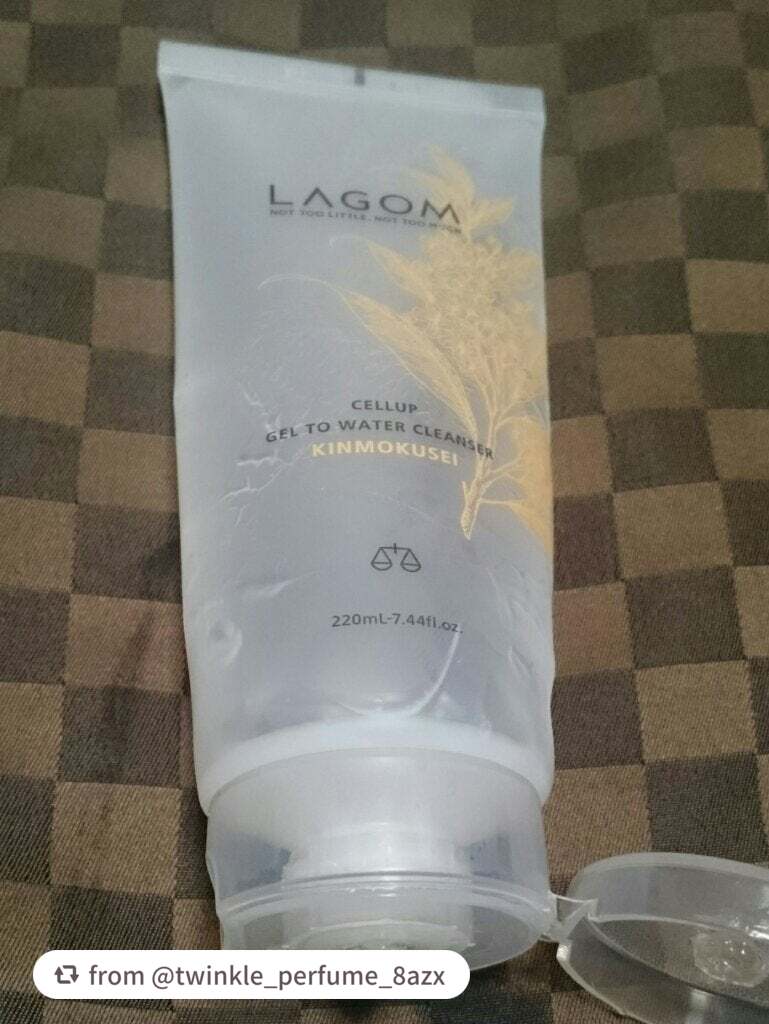 LAGOM
NOT TOO LITTLE, NOT TOO MUCH
CELLUP
GEL TO WATER CLEANSER
KINMOKUSEI
220mL-7.44fl.oz.
from @twinkle_perfume_8azx